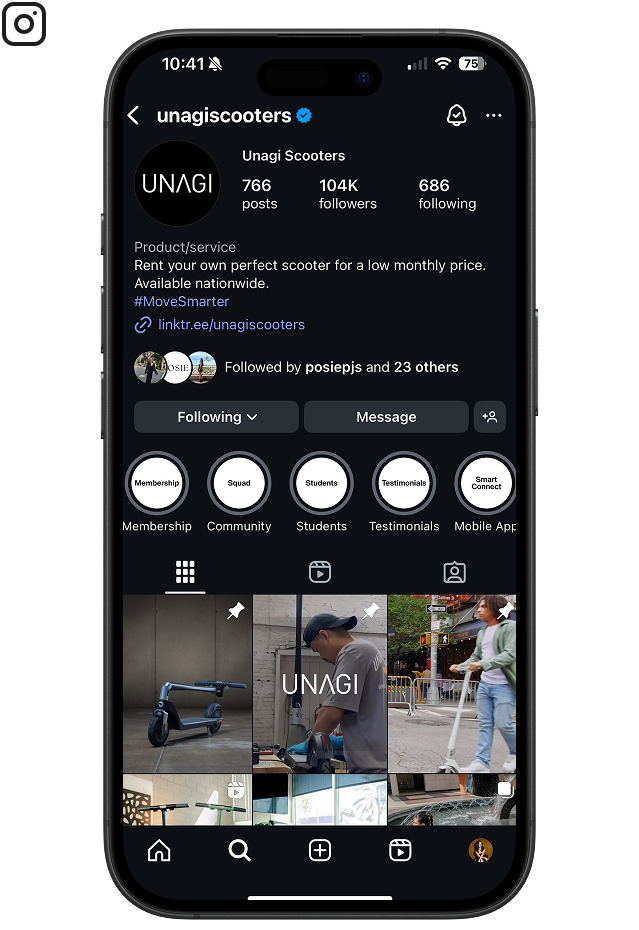 10:41
75
unagiscooters
UNAGI
Unagi Scooters
766 104K 686
posts followers following
Product/service
Rent your own perfect scooter for a low monthly price.
Available nationwide.
#MoveSmarter
linktr.ee/unagiscooters
OSIE
Followed by posiepjs and 23 others
Following
Message
Membership Squad Students Testimonials Smart
Connect
Membership Community Students Testimonials Mobile App
UNAGI